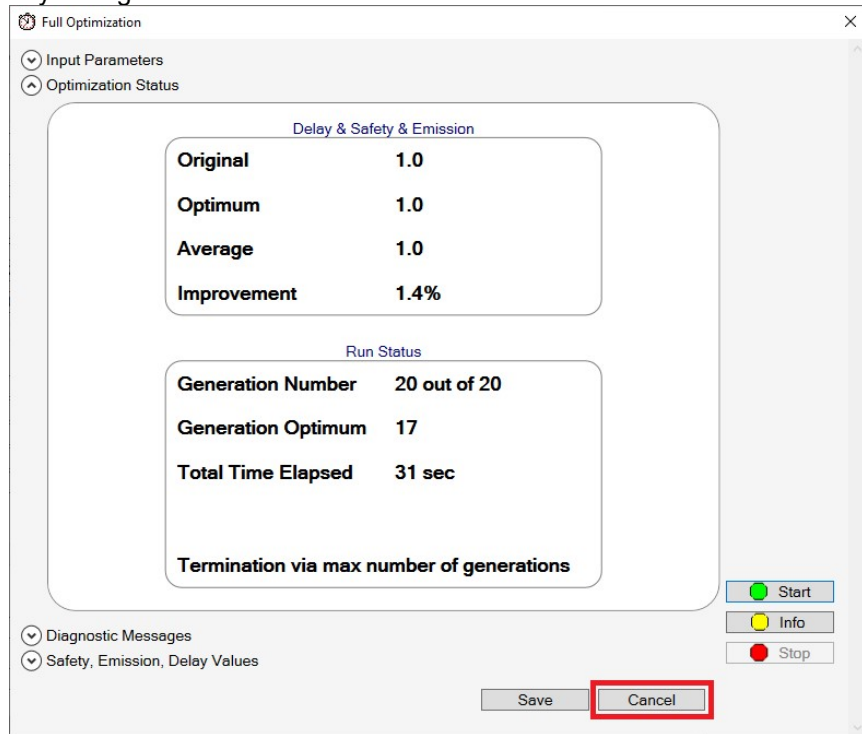 Full Optimization
Input Parameters
Optimization Status
Delay & Safety & Emission
Original 1.0
Optimum 1.0
Average 1.0
Improvement 1.4%
Run Status
Generation Number 20 out of 20
Generation Optimum 17
Total Time Elapsed 31 sec
Termination via max number of generations
Start
Info
Stop
Diagnostic Messages
Safety, Emission, Delay Values
Save Cancel